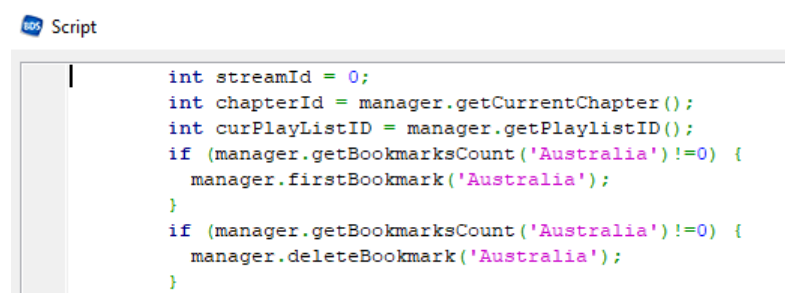 BDS Script
int streamId = 0;
int chapterId = manager.getCurrentChapter();
int curPlayListID = manager.getPlaylistID();
if (manager.getBookmarksCount('Australia')!=0) {
manager.firstBookmark('Australia');
}
if (manager.getBookmarksCount('Australia')!=0) {
manager.deleteBookmark('Australia');
}